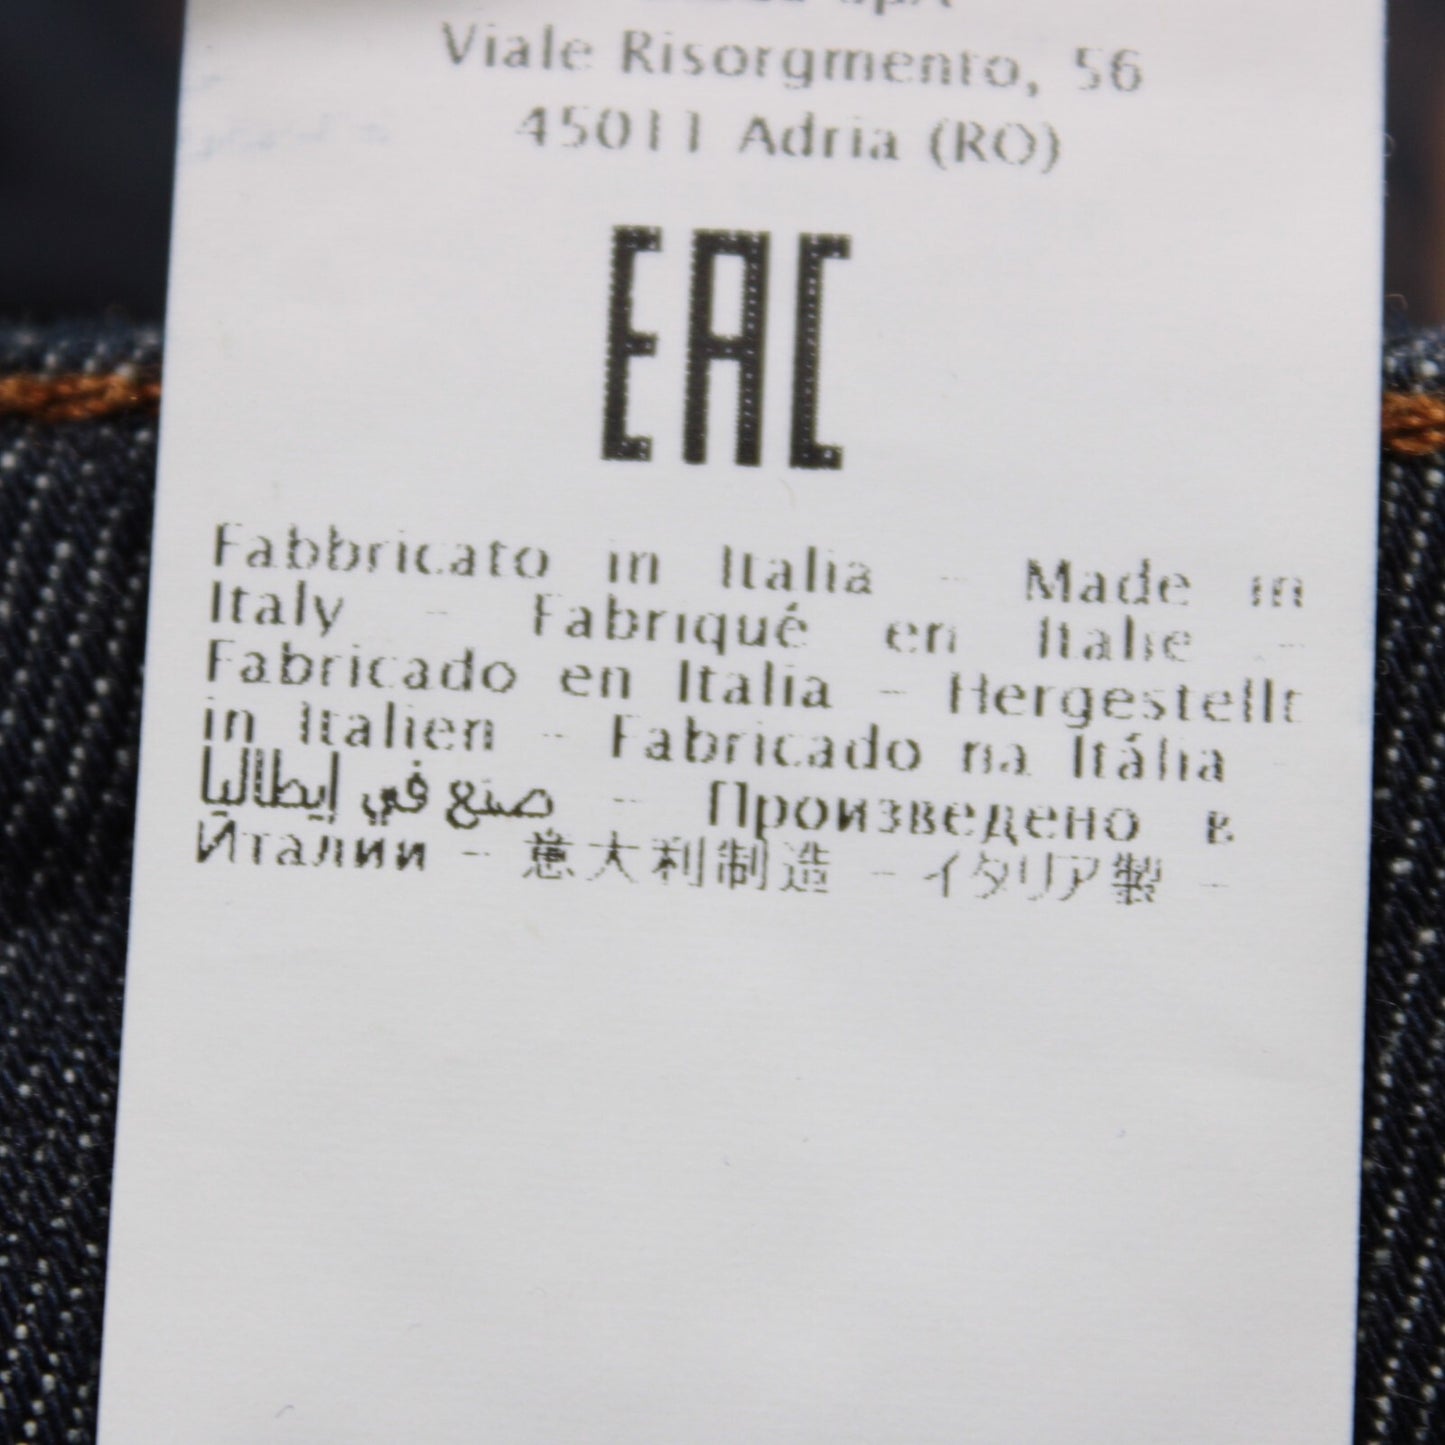 SpA
Viale Risorgmento, 56
45011 Adria (RO)
EAC
Fabbricato in Italia - Made in
Italy - Fabriqué en Italie -
Fabricado en Italia - Hergestellt
in Italien - Fabricado na Itália -
صنع في إيطاليا - Произведено в
Италии - 意大利制造 - イタリア製 -